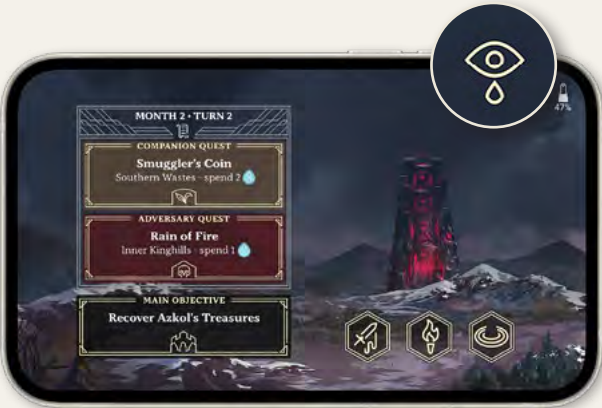 MONTH 2 • TURN 2
COMPANION QUEST
Smuggler's Coin
Southern Wastes - spend 2
ADVERSARY QUEST
Rain of Fire
Inner Kinghills - spend 1
MAIN OBJECTIVE
Recover Azkol's Treasures
47%